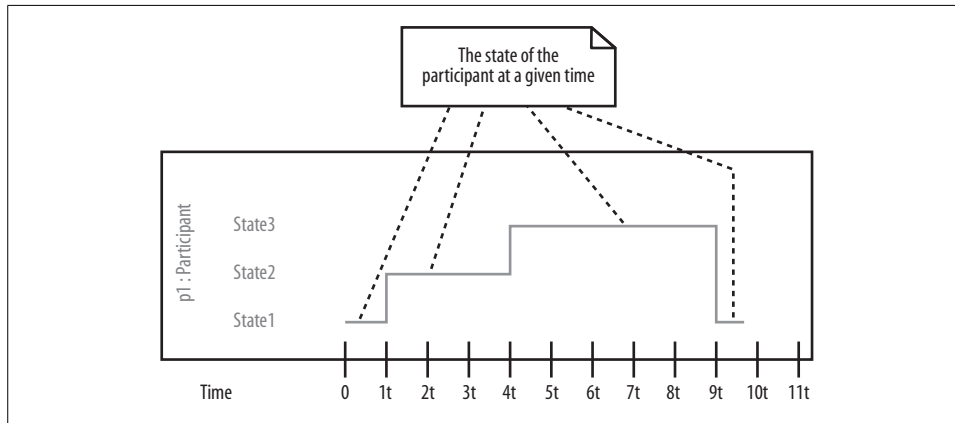 The state of the
participant at a given time
p1 : Participant
State3
State2
State1
Time 0 1t 2t 3t 4t 5t 6t 7t 8t 9t 10t 11t